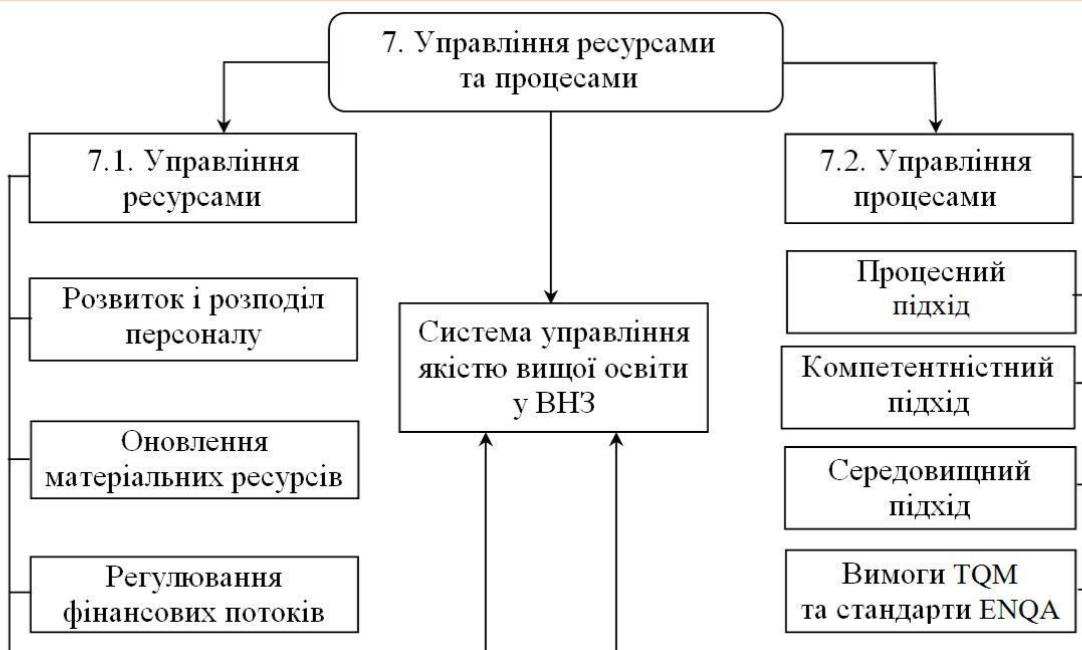 7. Управління ресурсами
та процесами
7.1. Управління
ресурсами
7.2. Управління
процесами
Розвиток і розподіл
персоналу
Оновлення
матеріальних ресурсів
Регулювання
фінансових потоків
Система управління
якістю вищої освіти
у ВНЗ
Процесний
підхід
Компетентністний
підхід
Середовищний
підхід
Вимоги TQM
та стандарти ENQA